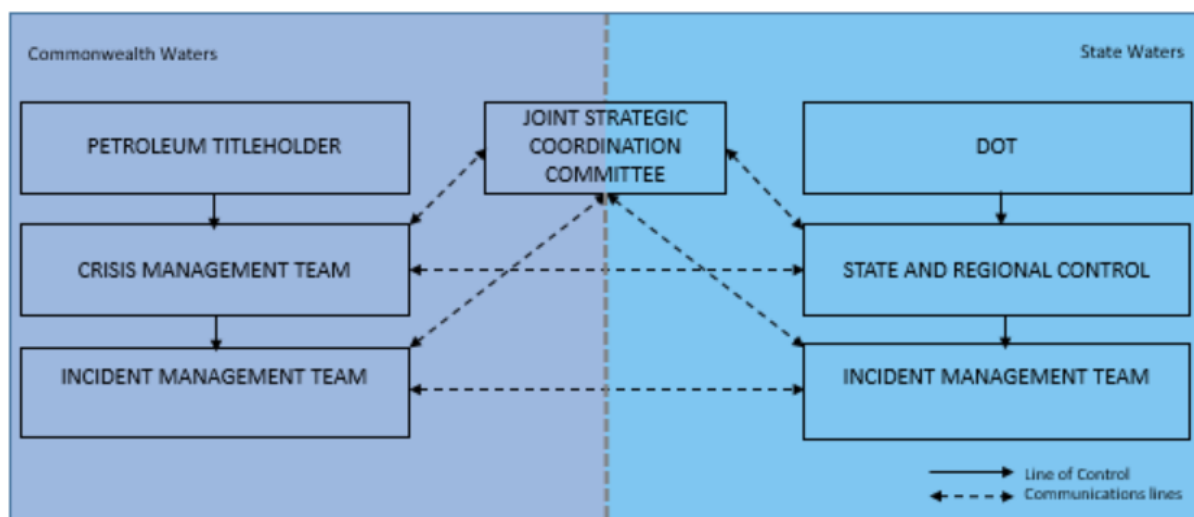 Commonwealth Waters
State Waters
PETROLEUM TITLEHOLDER
JOINT STRATEGIC
COORDINATION
COMMITTEE
DOT
CRISIS MANAGEMENT TEAM
STATE AND REGIONAL CONTROL
INCIDENT MANAGEMENT TEAM
INCIDENT MANAGEMENT TEAM
Line of Control
Communications lines